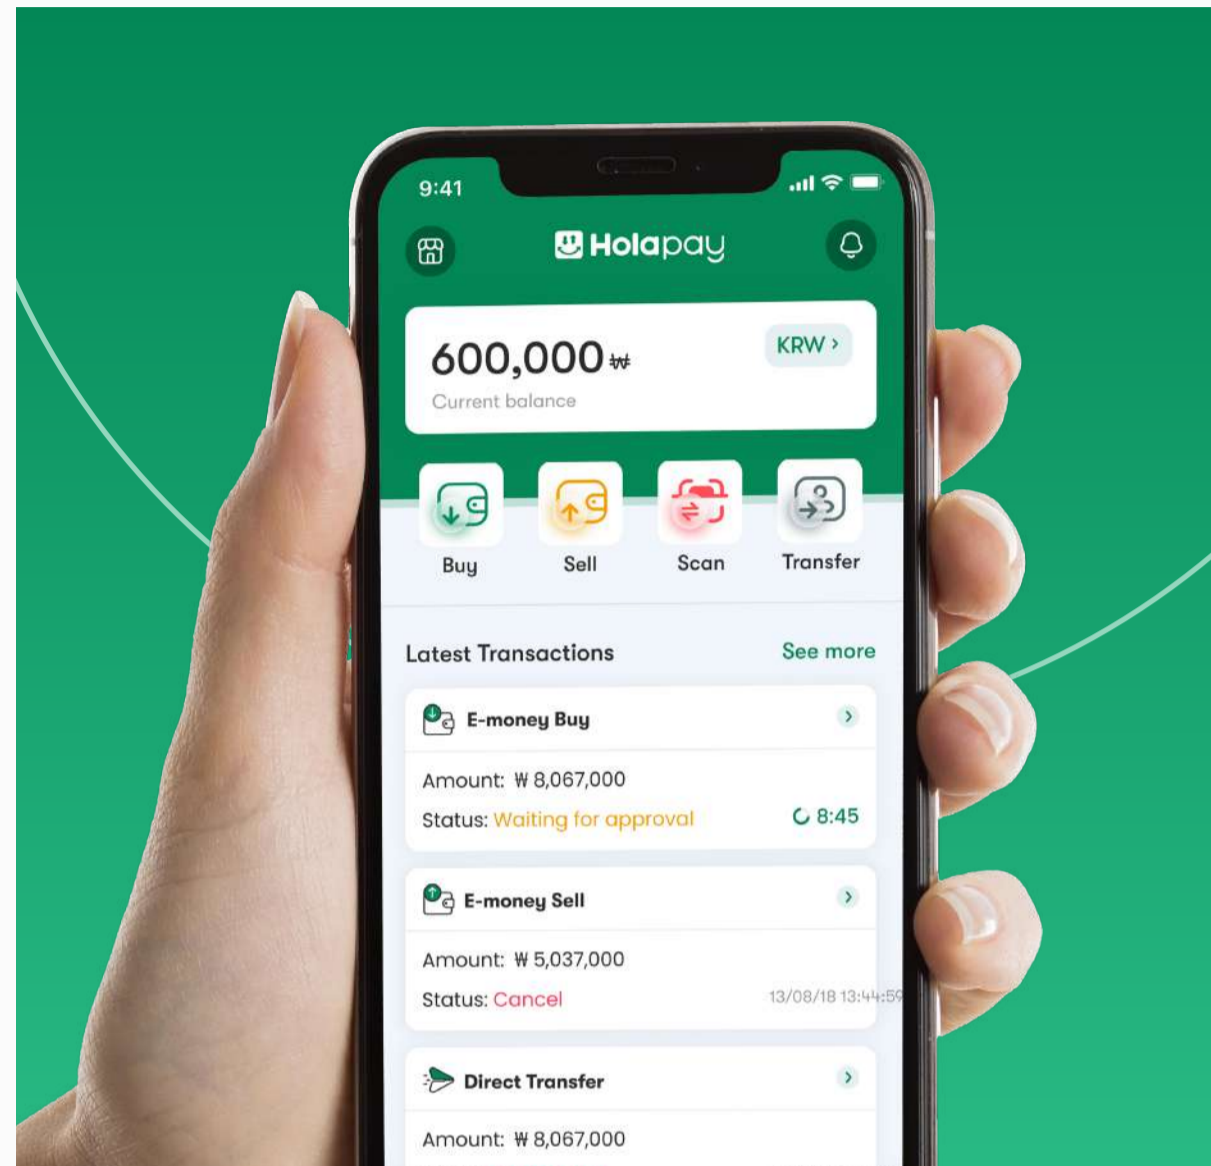 9:41
Holapay
600,000 ₩
KRW >
Current balance
Buy Sell Scan Transfer
Latest Transactions See more
E-money Buy
Amount: ₩ 8,067,000
Status: Waiting for approval 8:45
E-money Sell
Amount: ₩ 5,037,000
Status: Cancel 13/08/18 13:44:59
Direct Transfer
Amount: ₩ 8,067,000